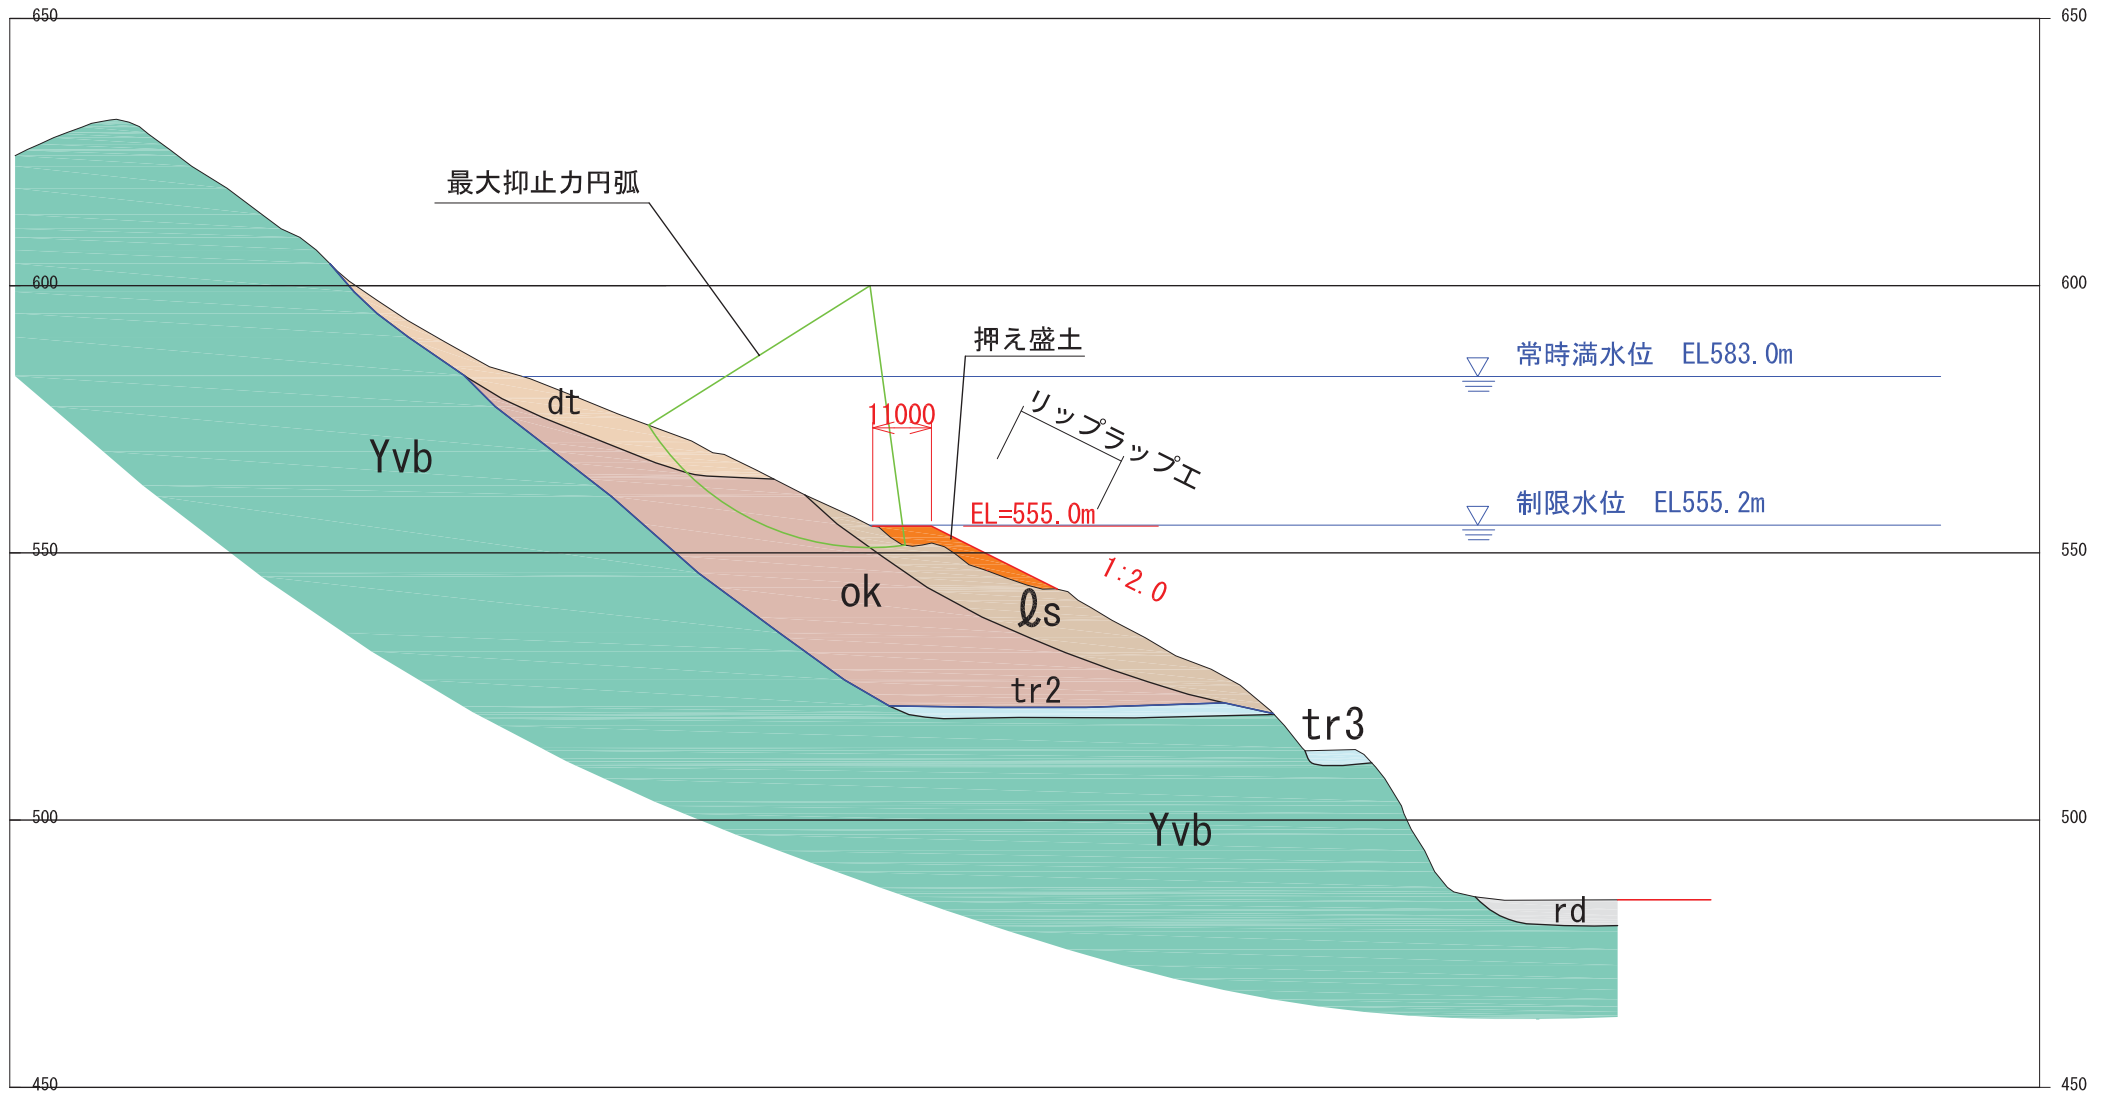 650
650
最大抑止力円弧
600
600
押え盛土
常時満水位 EL583.0m
dt
11000
リップラップ工
Yvb
制限水位 EL555.2m
EL=555.0m
550
550
1:2.0
ok
ℓs
tr2
tr3
500
500
Yvb
rd
450
450